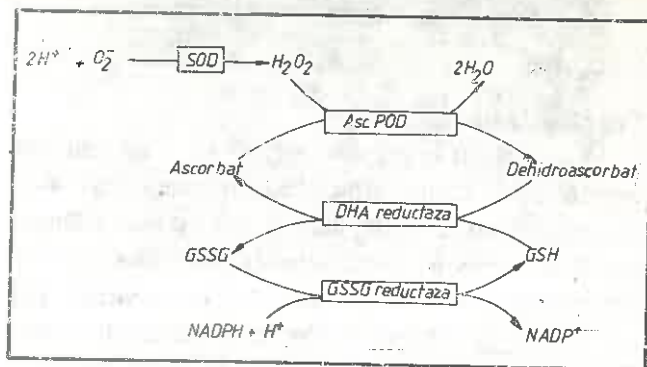 2H⁺ + O₂⁻ SOD H₂O₂ 2H₂O
Asc POD
Ascorbat Dehidroascorbat
DHA reductaza
GSSG GSH
GSSG reductaza
NADPH + H⁺ NADP⁺